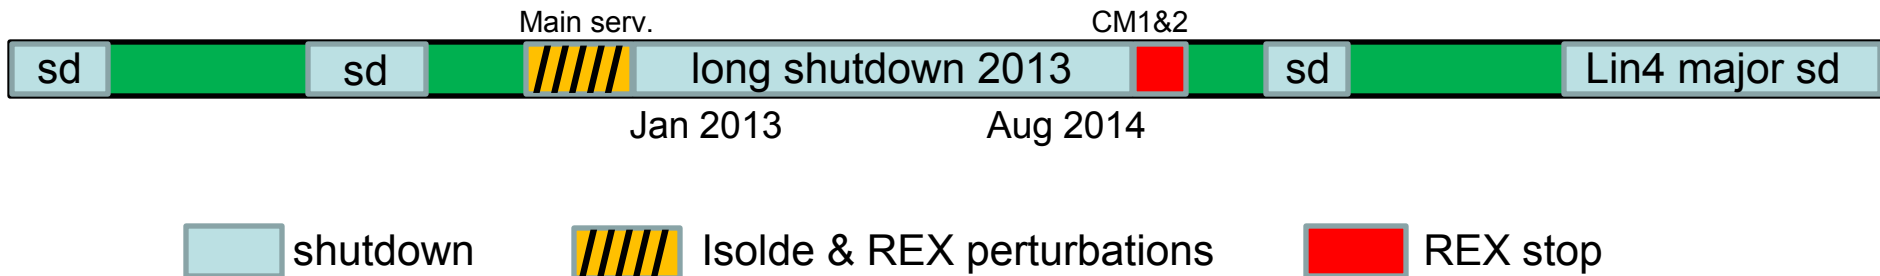 Main serv. CM1&2
sd sd long shutdown 2013 sd Lin4 major sd
Jan 2013 Aug 2014
shutdown Isolde & REX perturbations REX stop